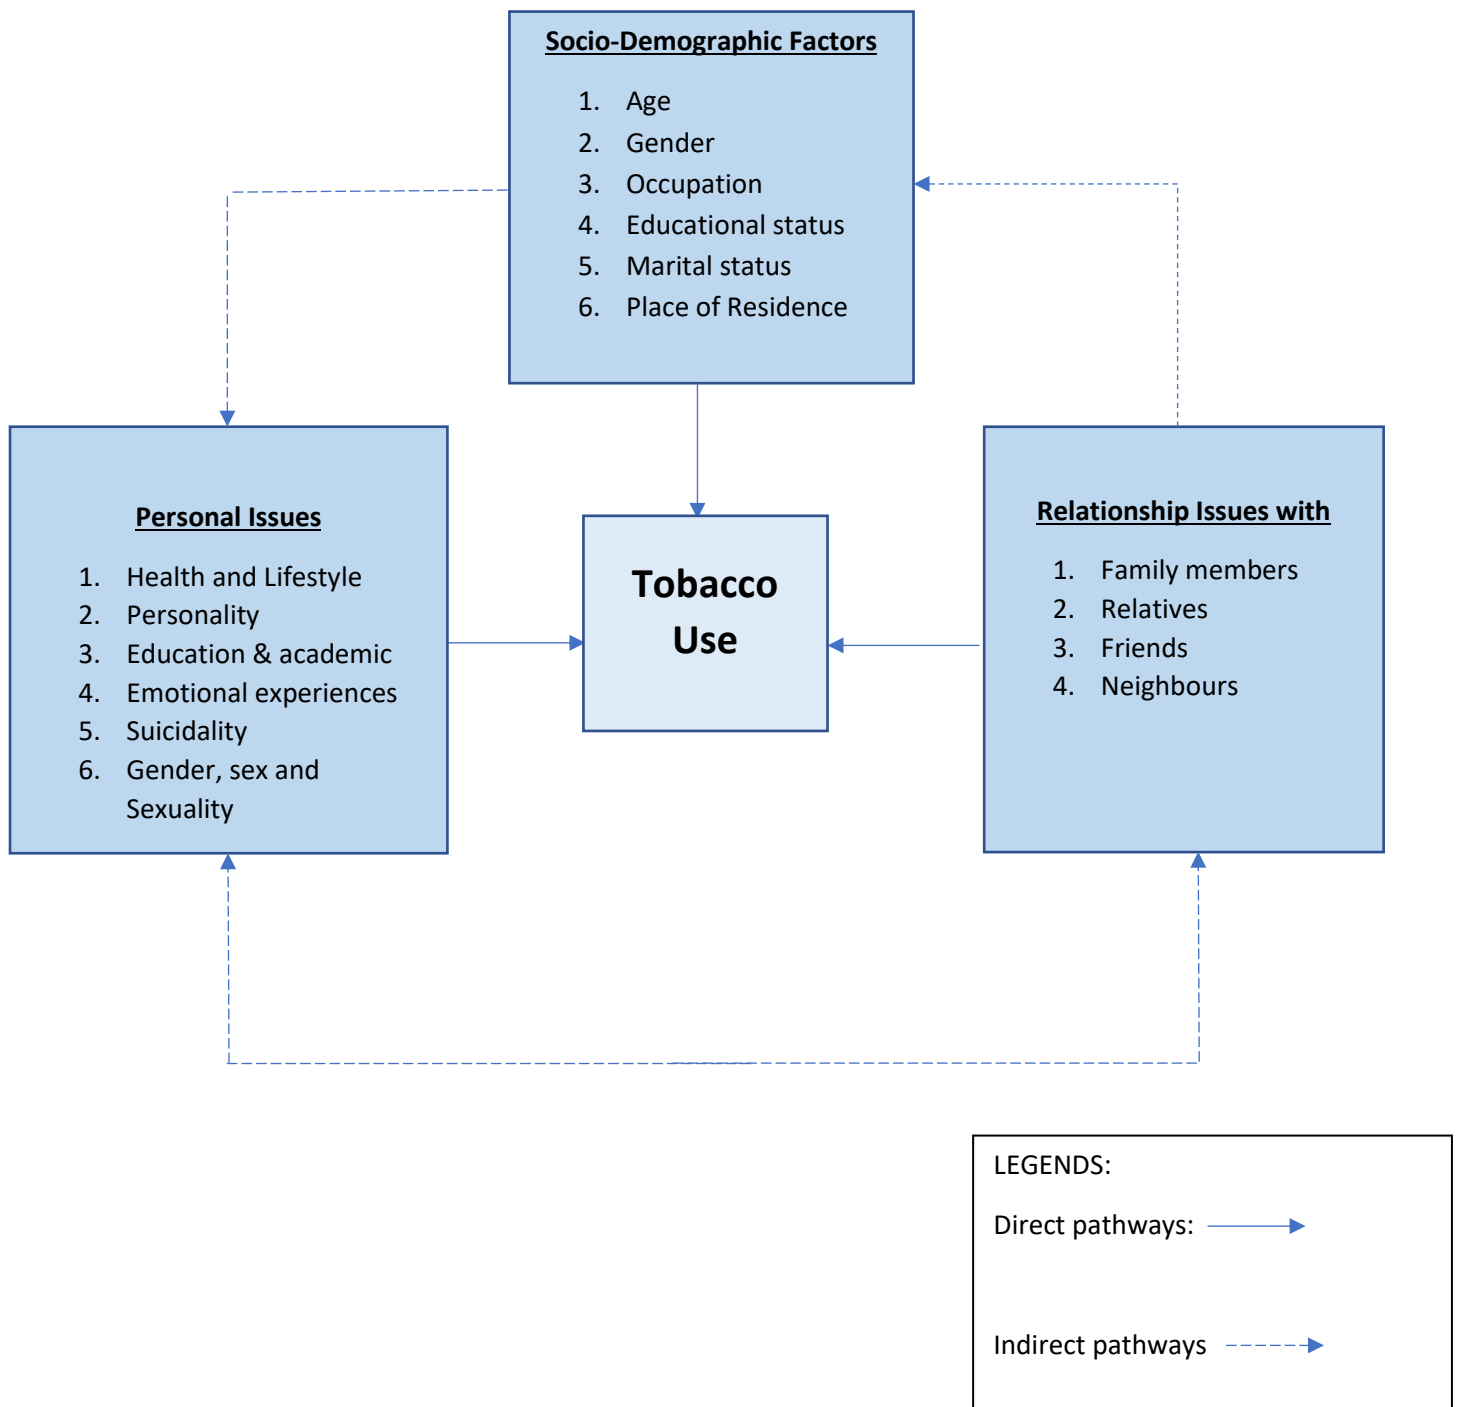 Socio-Demographic Factors
1. Age
2. Gender
3. Occupation
4. Educational status
5. Marital status
6. Place of Residence
Personal Issues
1. Health and Lifestyle
2. Personality
3. Education & academic
4. Emotional experiences
5. Suicidality
6. Gender, sex and
Sexuality
Tobacco
Use
Relationship Issues with
1. Family members
2. Relatives
3. Friends
4. Neighbours
LEGENDS:
Direct pathways:
Indirect pathways